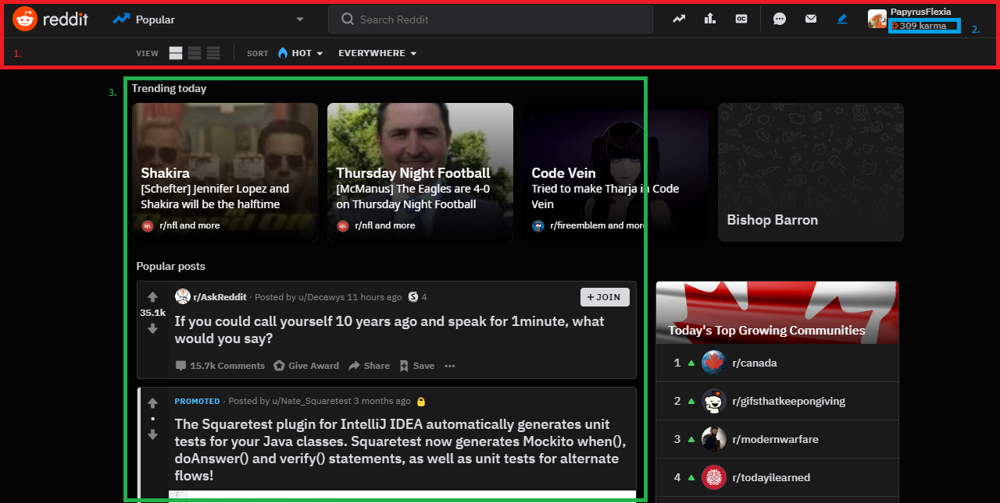 reddit
Popular
Search Reddit
PapyrusFlexia
309 karma
2.
1.
VIEW
SORT
HOT
EVERYWHERE
3.
Trending today
Shakira
[Schefter] Jennifer Lopez and
Shakira will be the halftime
r/nfl and more
Thursday Night Football
[McManus] The Eagles are 4-0
on Thursday Night Football
r/nfl and more
Code Vein
Tried to make Tharja in Code
Vein
r/fireemblem and more
Bishop Barron
Popular posts
35.1k
r/AskReddit · Posted by u/Decawys 11 hours ago S 4
+ JOIN
If you could call yourself 10 years ago and speak for 1minute, what
would you say?
15.7k Comments Give Award Share Save ···
PROMOTED · Posted by u/Nate_Squaretest 3 months ago
The Squaretest plugin for IntelliJ IDEA automatically generates unit
tests for your Java classes. Squaretest now generates Mockito when(),
doAnswer() and verify() statements, as well as unit tests for alternate
flows!
7
Today's Top Growing Communities
1 r/canada
2 r/gifsthatkeepongiving
3 r/modernwarfare
4 r/todayilearned